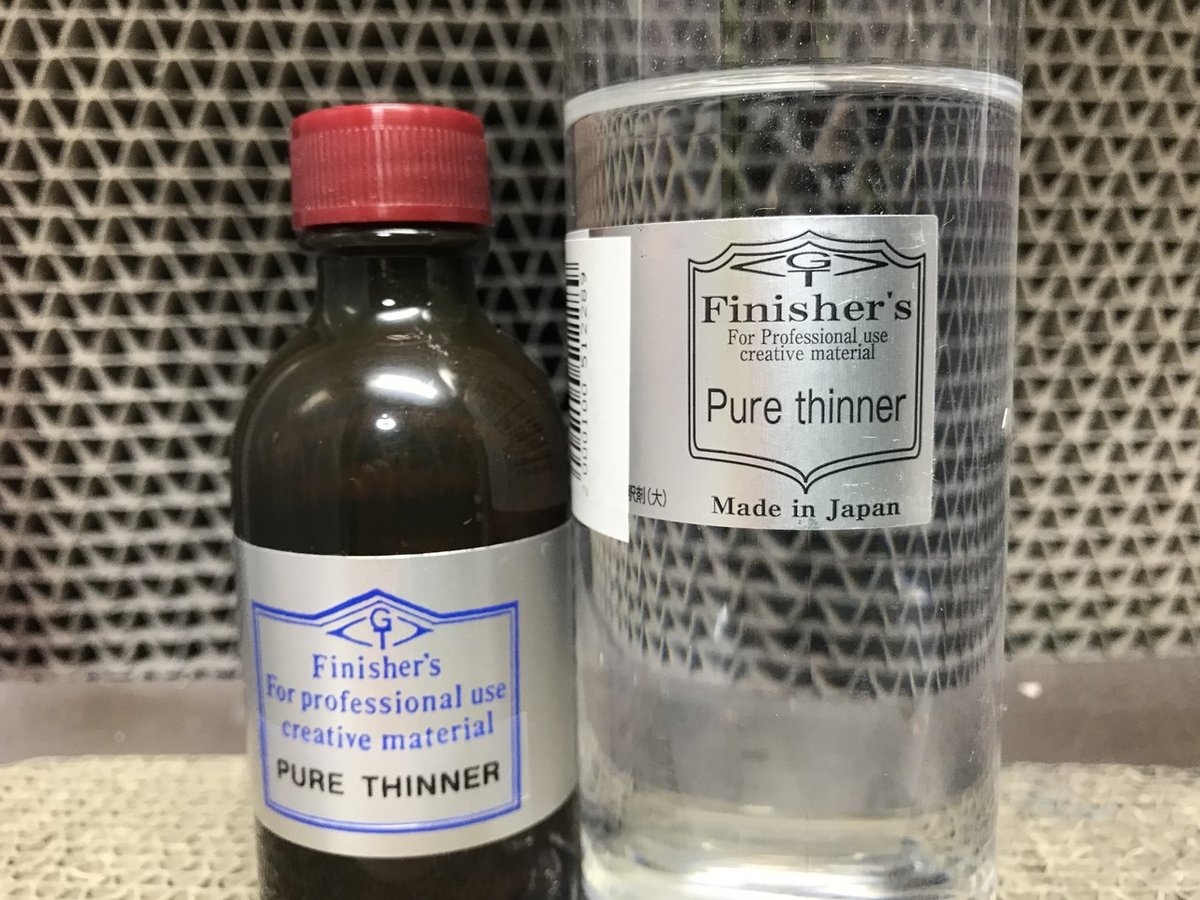 GT
Finisher's
For professional use
creative material
PURE THINNER
GT
Finisher's
For Professional use
creative material
Pure thinner
Made in Japan
釈剤(大)